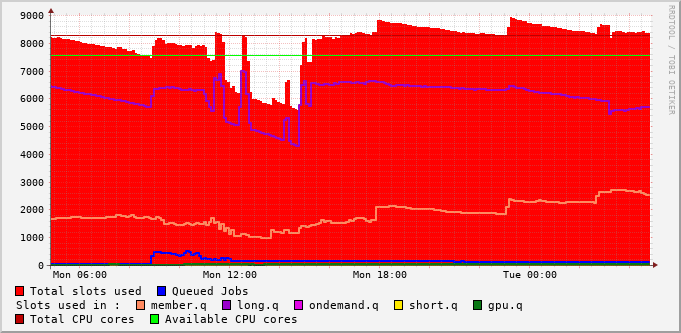 9000
8000
7000
6000
5000
4000
3000
2000
1000
0
Mon 06:00 Mon 12:00 Mon 18:00 Tue 00:00
Total slots used Queued Jobs
Slots used in : member.q long.q ondemand.q short.q gpu.q
Total CPU cores Available CPU cores
RRDTOOL / TOBI OETIKER